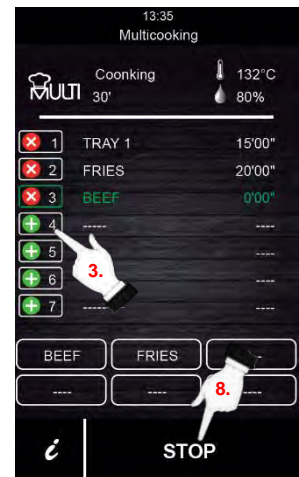 13:35
Multicooking
MULTI
Coonking
30'
132°C
80%
1 TRAY 1 15'00"
2 FRIES 20'00"
3 BEEF 0'00"
4 ----- ----
5 ----
6 ----
7 ----- ----
3.
BEEF FRIES
---- ----
8.
i STOP